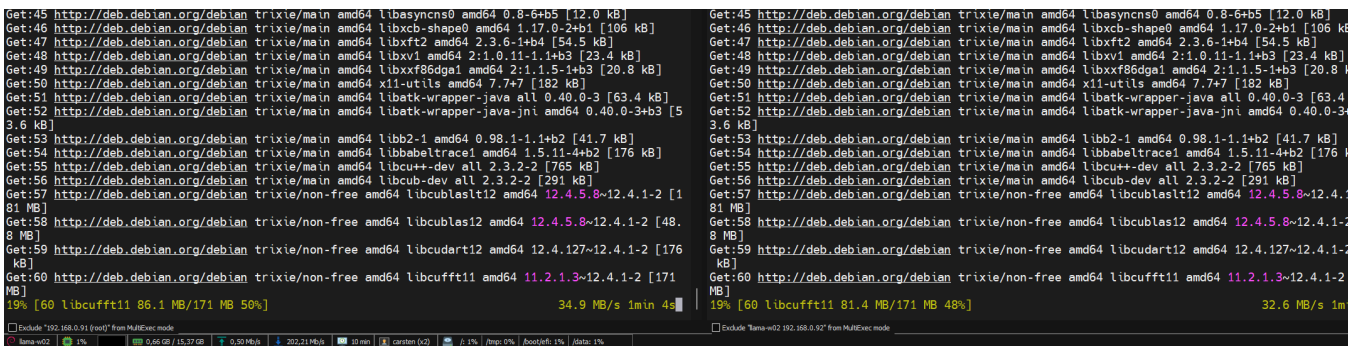 Get:45 http://deb.debian.org/debian trixie/main amd64 libasyncns0 amd64 0.8-6+b5 [12.0 kB]
Get:46 http://deb.debian.org/debian trixie/main amd64 libxcb-shape0 amd64 1.17.0-2+b1 [106 kB]
Get:47 http://deb.debian.org/debian trixie/main amd64 libxft2 amd64 2.3.6-1+b4 [54.5 kB]
Get:48 http://deb.debian.org/debian trixie/main amd64 libxv1 amd64 2:1.0.11-1.1+b3 [23.4 kB]
Get:49 http://deb.debian.org/debian trixie/main amd64 libxxf86dga1 amd64 2:1.1.5-1+b3 [20.8 kB]
Get:50 http://deb.debian.org/debian trixie/main amd64 x11-utils amd64 7.7+7 [182 kB]
Get:51 http://deb.debian.org/debian trixie/main amd64 libatk-wrapper-java all 0.40.0-3 [63.4 kB]
Get:52 http://deb.debian.org/debian trixie/main amd64 libatk-wrapper-java-jni amd64 0.40.0-3+b3 [5
3.6 kB]
Get:53 http://deb.debian.org/debian trixie/main amd64 libb2-1 amd64 0.98.1-1.1+b2 [41.7 kB]
Get:54 http://deb.debian.org/debian trixie/main amd64 libbabeltrace1 amd64 1.5.11-4+b2 [176 kB]
Get:55 http://deb.debian.org/debian trixie/main amd64 libcu++-dev all 2.3.2-2 [765 kB]
Get:56 http://deb.debian.org/debian trixie/main amd64 libcub-dev all 2.3.2-2 [291 kB]
Get:57 http://deb.debian.org/debian trixie/non-free amd64 libcublaslt12 amd64 12.4.5.8~12.4.1-2 [1
81 MB]
Get:58 http://deb.debian.org/debian trixie/non-free amd64 libcublas12 amd64 12.4.5.8~12.4.1-2 [48.
8 MB]
Get:59 http://deb.debian.org/debian trixie/non-free amd64 libcudart12 amd64 12.4.127~12.4.1-2 [176
kB]
Get:60 http://deb.debian.org/debian trixie/non-free amd64 libcufft11 amd64 11.2.1.3~12.4.1-2 [171
MB]
19% [60 libcufft11 86.1 MB/171 MB 50%] 34.9 MB/s 1min 4s
Exclude "192.168.0.91 (root)" from MultiExec mode
Get:45 http://deb.debian.org/debian trixie/main amd64 libasyncns0 amd64 0.8-6+b5 [12.0 kB]
Get:46 http://deb.debian.org/debian trixie/main amd64 libxcb-shape0 amd64 1.17.0-2+b1 [106 k
Get:47 http://deb.debian.org/debian trixie/main amd64 libxft2 amd64 2.3.6-1+b4 [54.5 kB]
Get:48 http://deb.debian.org/debian trixie/main amd64 libxv1 amd64 2:1.0.11-1.1+b3 [23.4 kB]
Get:49 http://deb.debian.org/debian trixie/main amd64 libxxf86dga1 amd64 2:1.1.5-1+b3 [20.8
Get:50 http://deb.debian.org/debian trixie/main amd64 x11-utils amd64 7.7+7 [182 kB]
Get:51 http://deb.debian.org/debian trixie/main amd64 libatk-wrapper-java all 0.40.0-3 [63.4
Get:52 http://deb.debian.org/debian trixie/main amd64 libatk-wrapper-java-jni amd64 0.40.0-3+
3.6 kB]
Get:53 http://deb.debian.org/debian trixie/main amd64 libb2-1 amd64 0.98.1-1.1+b2 [41.7 kB]
Get:54 http://deb.debian.org/debian trixie/main amd64 libbabeltrace1 amd64 1.5.11-4+b2 [176
Get:55 http://deb.debian.org/debian trixie/main amd64 libcu++-dev all 2.3.2-2 [765 kB]
Get:56 http://deb.debian.org/debian trixie/main amd64 libcub-dev all 2.3.2-2 [291 kB]
Get:57 http://deb.debian.org/debian trixie/non-free amd64 libcublaslt12 amd64 12.4.5.8~12.4.
81 MB]
Get:58 http://deb.debian.org/debian trixie/non-free amd64 libcublas12 amd64 12.4.5.8~12.4.1-2
8 MB]
Get:59 http://deb.debian.org/debian trixie/non-free amd64 libcudart12 amd64 12.4.127~12.4.1-2
kB]
Get:60 http://deb.debian.org/debian trixie/non-free amd64 libcufft11 amd64 11.2.1.3~12.4.1-2
MB]
19% [60 libcufft11 81.4 MB/171 MB 48%] 32.6 MB/s 1m
Exclude "llama-w02 192.168.0.92" from MultiExec mode
llama-w02 1% 0,66 GB / 15,37 GB 0,50 Mb/s 202,21 Mb/s 10 min carsten (x2) /: 1% /tmp: 0% /boot/efi: 1% /data: 1%